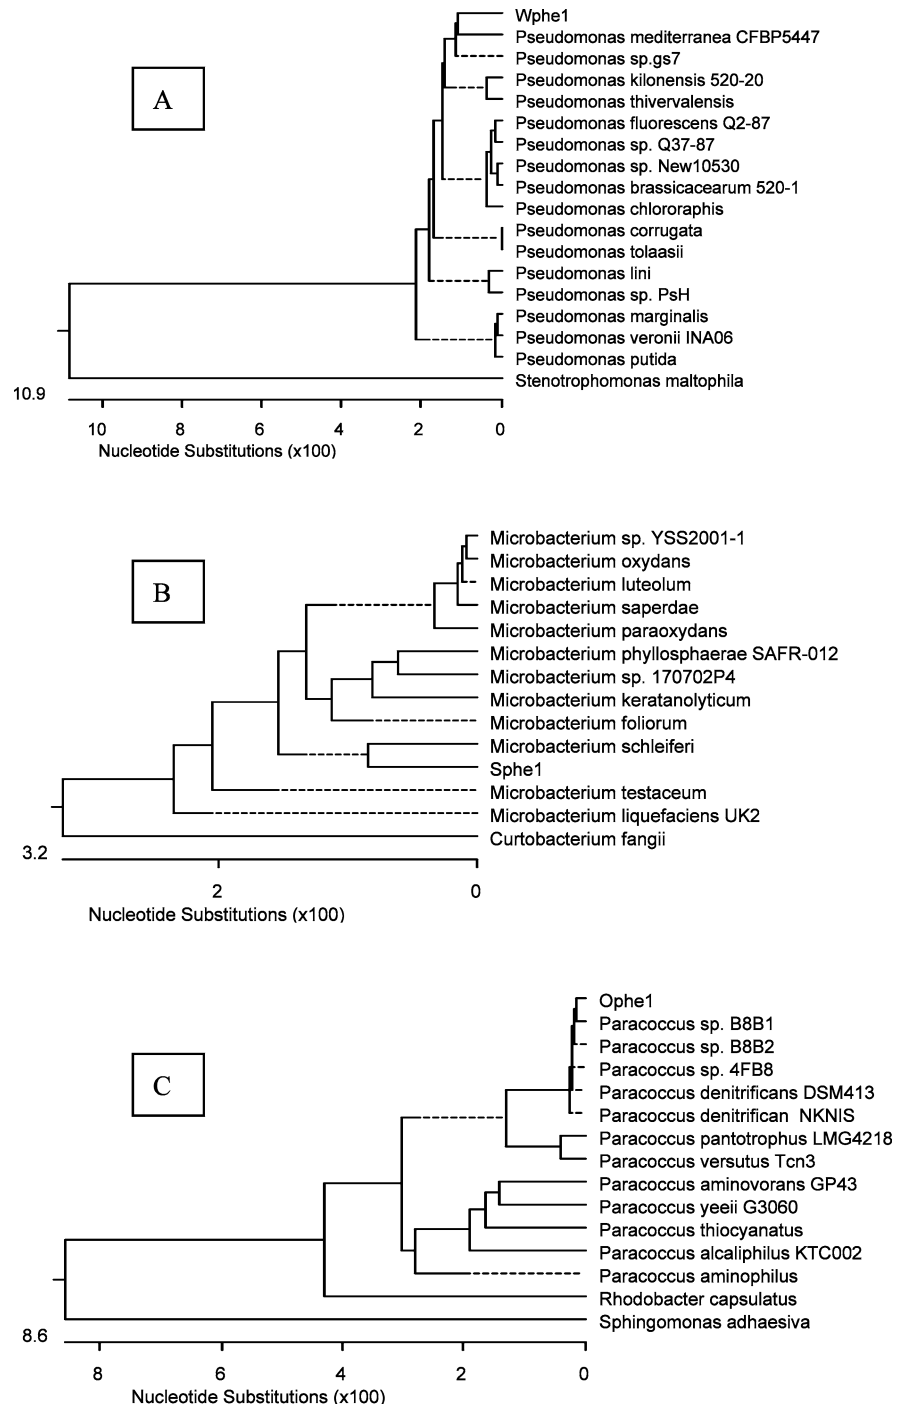 Wphe1
Pseudomonas mediterranea CFBP5447
Pseudomonas sp.gs7
Pseudomonas kilonensis 520-20
A
Pseudomonas thivervalensis
Pseudomonas fluorescens Q2-87
Pseudomonas sp. Q37-87
Pseudomonas sp. New10530
Pseudomonas brassicacearum 520-1
Pseudomonas chlororaphis
Pseudomonas corrugata
Pseudomonas tolaasii
Pseudomonas lini
Pseudomonas sp. PsH
Pseudomonas marginalis
Pseudomonas veronii INA06
Pseudomonas putida
Stenotrophomonas maltophila
10.9
10 8 6 4 2 0
Nucleotide Substitutions (x100)
Microbacterium sp. YSS2001-1
Microbacterium oxydans
Microbacterium luteolum
B
Microbacterium saperdae
Microbacterium paraoxydans
Microbacterium phyllosphaerae SAFR-012
Microbacterium sp. 170702P4
Microbacterium keratanolyticum
Microbacterium foliorum
Microbacterium schleiferi
Sphe1
Microbacterium testaceum
Microbacterium liquefaciens UK2
Curtobacterium fangii
3.2
2 0
Nucleotide Substitutions (x100)
Ophe1
Paracoccus sp. B8B1
Paracoccus sp. B8B2
Paracoccus sp. 4FB8
C
Paracoccus denitrificans DSM413
Paracoccus denitrifican NKNIS
Paracoccus pantotrophus LMG4218
Paracoccus versutus Tcn3
Paracoccus aminovorans GP43
Paracoccus yeeii G3060
Paracoccus thiocyanatus
Paracoccus alcaliphilus KTC002
Paracoccus aminophilus
Rhodobacter capsulatus
Sphingomonas adhaesiva
8.6
8 6 4 2 0
Nucleotide Substitutions (x100)